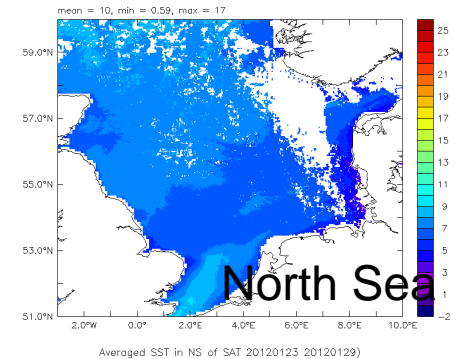 mean = 10, min = 0.59, max = 17
59.0°N
57.0°N
55.0°N
53.0°N
51.0°N
2.0°W 0.0° 2.0°E 4.0°E 6.0°E 8.0°E 10.0°E
25
23
21
19
17
15
13
11
9
7
5
4
3
1
-2
North Sea
Averaged SST in NS of SAT 20120123 20120129)